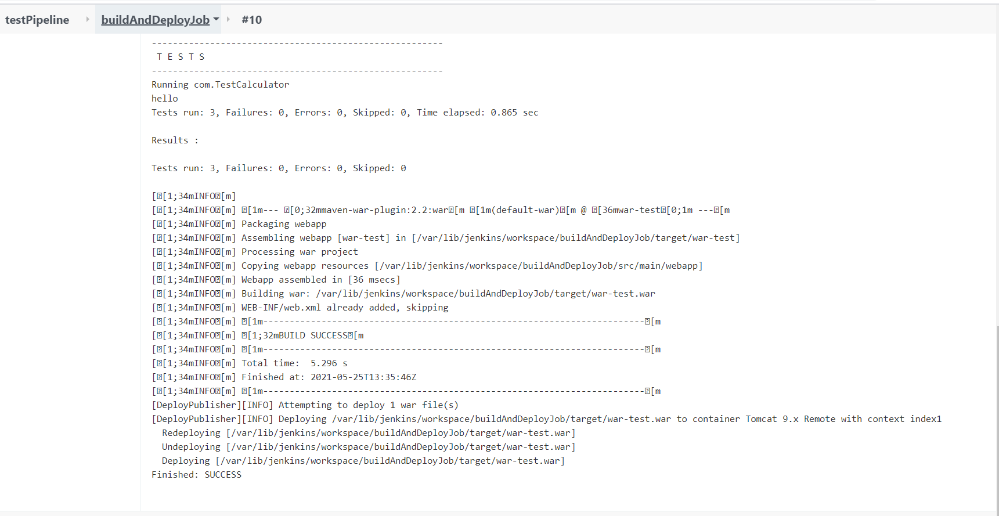 testPipeline buildAndDeployJob #10
-------------------------------------------------------
T E S T S
-------------------------------------------------------
Running com.TestCalculator
hello
Tests run: 3, Failures: 0, Errors: 0, Skipped: 0, Time elapsed: 0.865 sec
Results :
Tests run: 3, Failures: 0, Errors: 0, Skipped: 0
[�[1;34mINFO�[m]
[�[1;34mINFO�[m] �[1m--- �[0;32mmaven-war-plugin:2.2:war�[m �[1m(default-war)�[m @ �[36mwar-test�[0;1m ---�[m
[�[1;34mINFO�[m] Packaging webapp
[�[1;34mINFO�[m] Assembling webapp [war-test] in [/var/lib/jenkins/workspace/buildAndDeployJob/target/war-test]
[�[1;34mINFO�[m] Processing war project
[�[1;34mINFO�[m] Copying webapp resources [/var/lib/jenkins/workspace/buildAndDeployJob/src/main/webapp]
[�[1;34mINFO�[m] Webapp assembled in [36 msecs]
[�[1;34mINFO�[m] Building war: /var/lib/jenkins/workspace/buildAndDeployJob/target/war-test.war
[�[1;34mINFO�[m] WEB-INF/web.xml already added, skipping
[�[1;34mINFO�[m] �[1m------------------------------------------------------------------------�[m
[�[1;34mINFO�[m] �[1;32mBUILD SUCCESS�[m
[�[1;34mINFO�[m] �[1m------------------------------------------------------------------------�[m
[�[1;34mINFO�[m] Total time:  5.296 s
[�[1;34mINFO�[m] Finished at: 2021-05-25T13:35:46Z
[�[1;34mINFO�[m] �[1m------------------------------------------------------------------------�[m
[DeployPublisher][INFO] Attempting to deploy 1 war file(s)
[DeployPublisher][INFO] Deploying /var/lib/jenkins/workspace/buildAndDeployJob/target/war-test.war to container Tomcat 9.x Remote with context index1
Redeploying [/var/lib/jenkins/workspace/buildAndDeployJob/target/war-test.war]
Undeploying [/var/lib/jenkins/workspace/buildAndDeployJob/target/war-test.war]
Deploying [/var/lib/jenkins/workspace/buildAndDeployJob/target/war-test.war]
Finished: SUCCESS